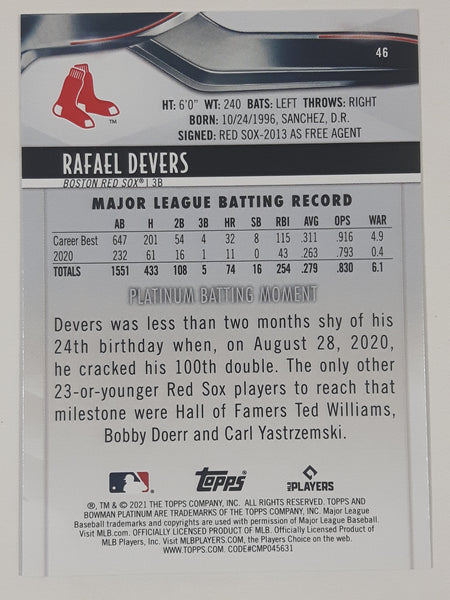 46
HT: 6'0" WT: 240 BATS: LEFT THROWS: RIGHT
BORN: 10/24/1996, SANCHEZ, D.R.
SIGNED: RED SOX-2013 AS FREE AGENT
RAFAEL DEVERS
BOSTON RED SOX® | 3B
MAJOR LEAGUE BATTING RECORD
AB H 2B 3B HR SB RBI AVG OPS WAR
Career Best 647 201 54 4 32 8 115 .311 .916 4.9
2020 232 61 16 1 11 0 43 .263 .793 0.4
TOTALS 1551 433 108 5 74 16 254 .279 .830 6.1
PLATINUM BATTING MOMENT
Devers was less than two months shy of his
24th birthday when, on August 28, 2020,
he cracked his 100th double. The only other
23-or-younger Red Sox players to reach that
milestone were Hall of Famers Ted Williams,
Bobby Doerr and Carl Yastrzemski.
topps PLAYERS
®, TM & © 2021 THE TOPPS COMPANY, INC. ALL RIGHTS RESERVED. TOPPS AND
BOWMAN PLATINUM ARE TRADEMARKS OF THE TOPPS COMPANY, INC. Major League
Baseball trademarks and copyrights are used with permission of Major League Baseball.
Visit MLB.com. OFFICIALLY LICENSED PRODUCT OF MLB. Officially Licensed Product of
MLB Players, Inc. Visit MLBPLAYERS.com, the Players Choice on the web.
WWW.TOPPS.COM CODE#CMP045631